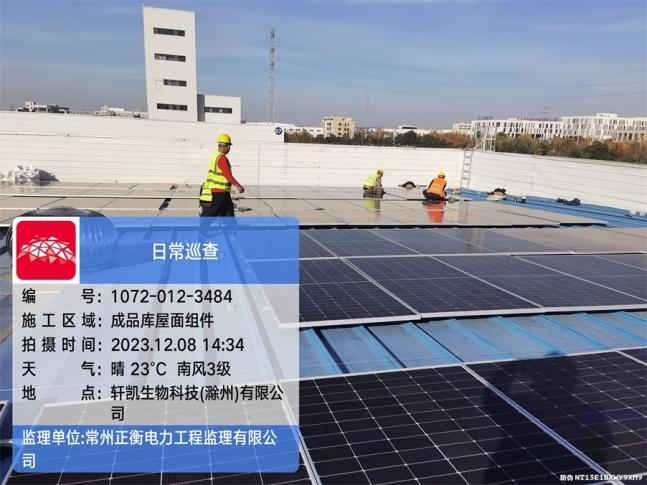 日常巡查
编 号：1072-012-3484
施工区域：成品库屋面组件
拍摄时间：2023.12.08 14:34
天 气：晴 23℃ 南风3级
地 点：轩凯生物科技(滁州)有限公
司
监理单位:常州正衡电力工程监理有限公
司
防伪 NT13E1BXWY9XM9